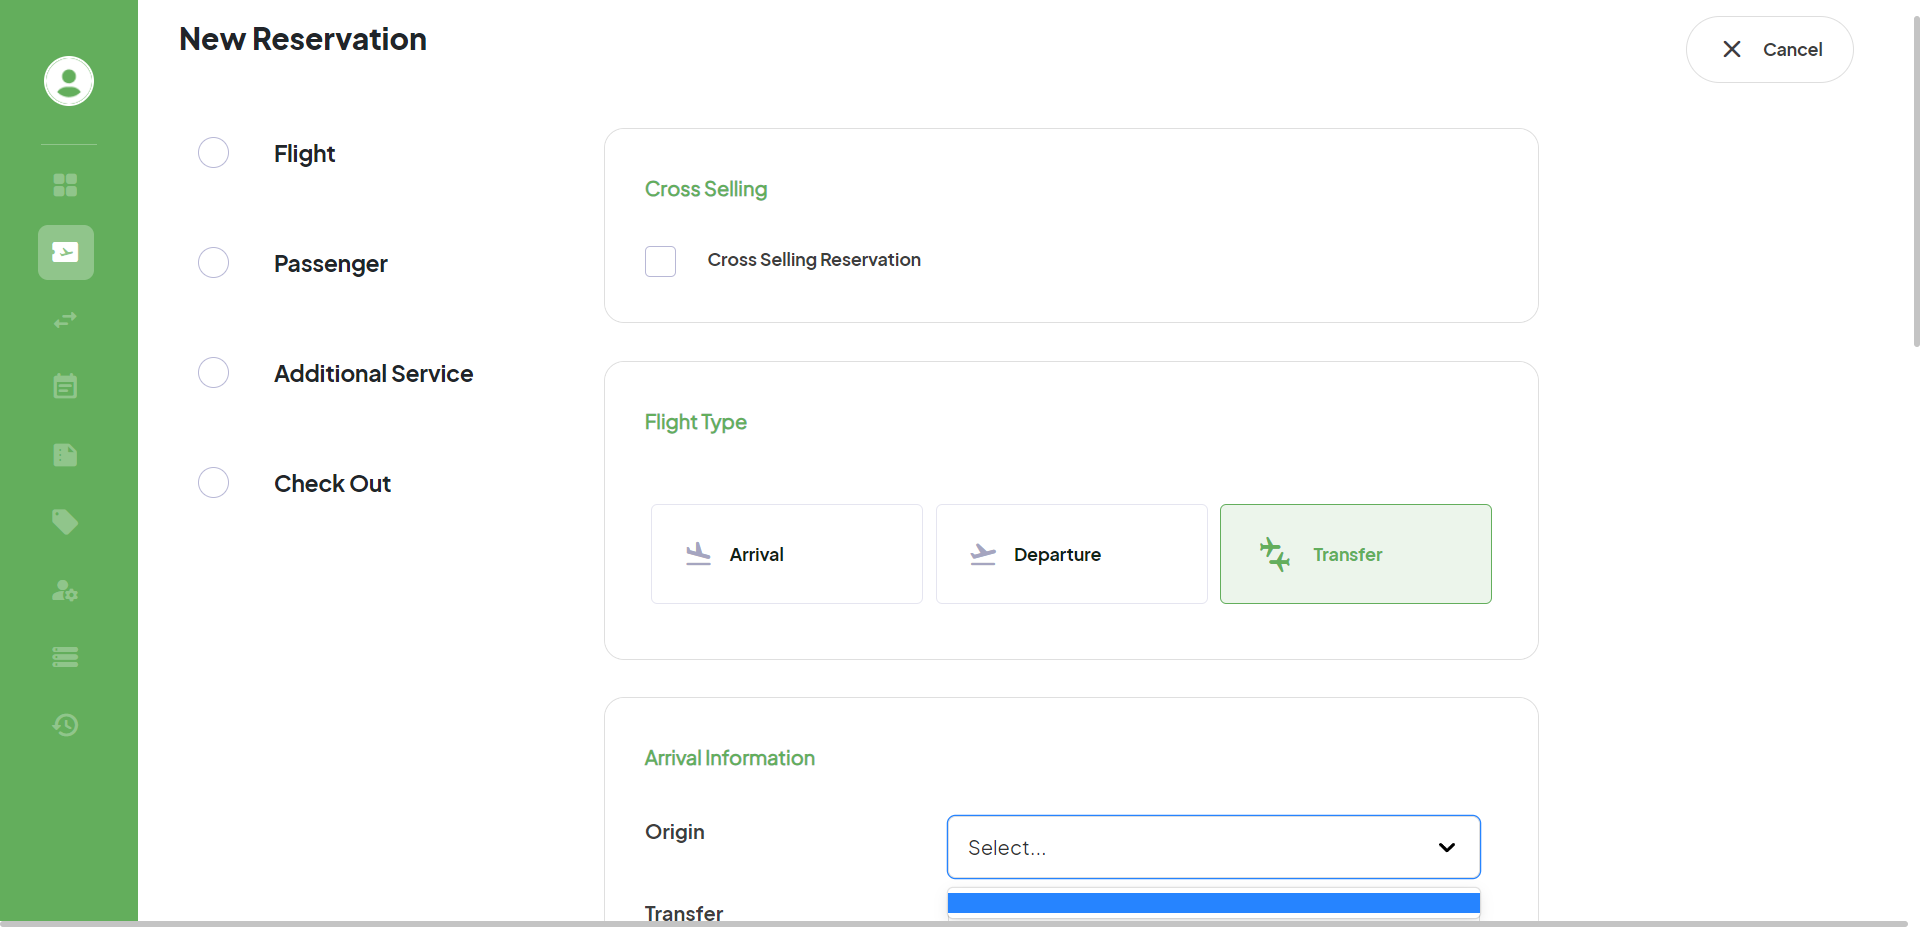 New Reservation
Cancel
Flight
Passenger
Additional Service
Check Out
Cross Selling
Cross Selling Reservation
Flight Type
Arrival
Departure
Transfer
Arrival Information
Origin
Select...
Transfer